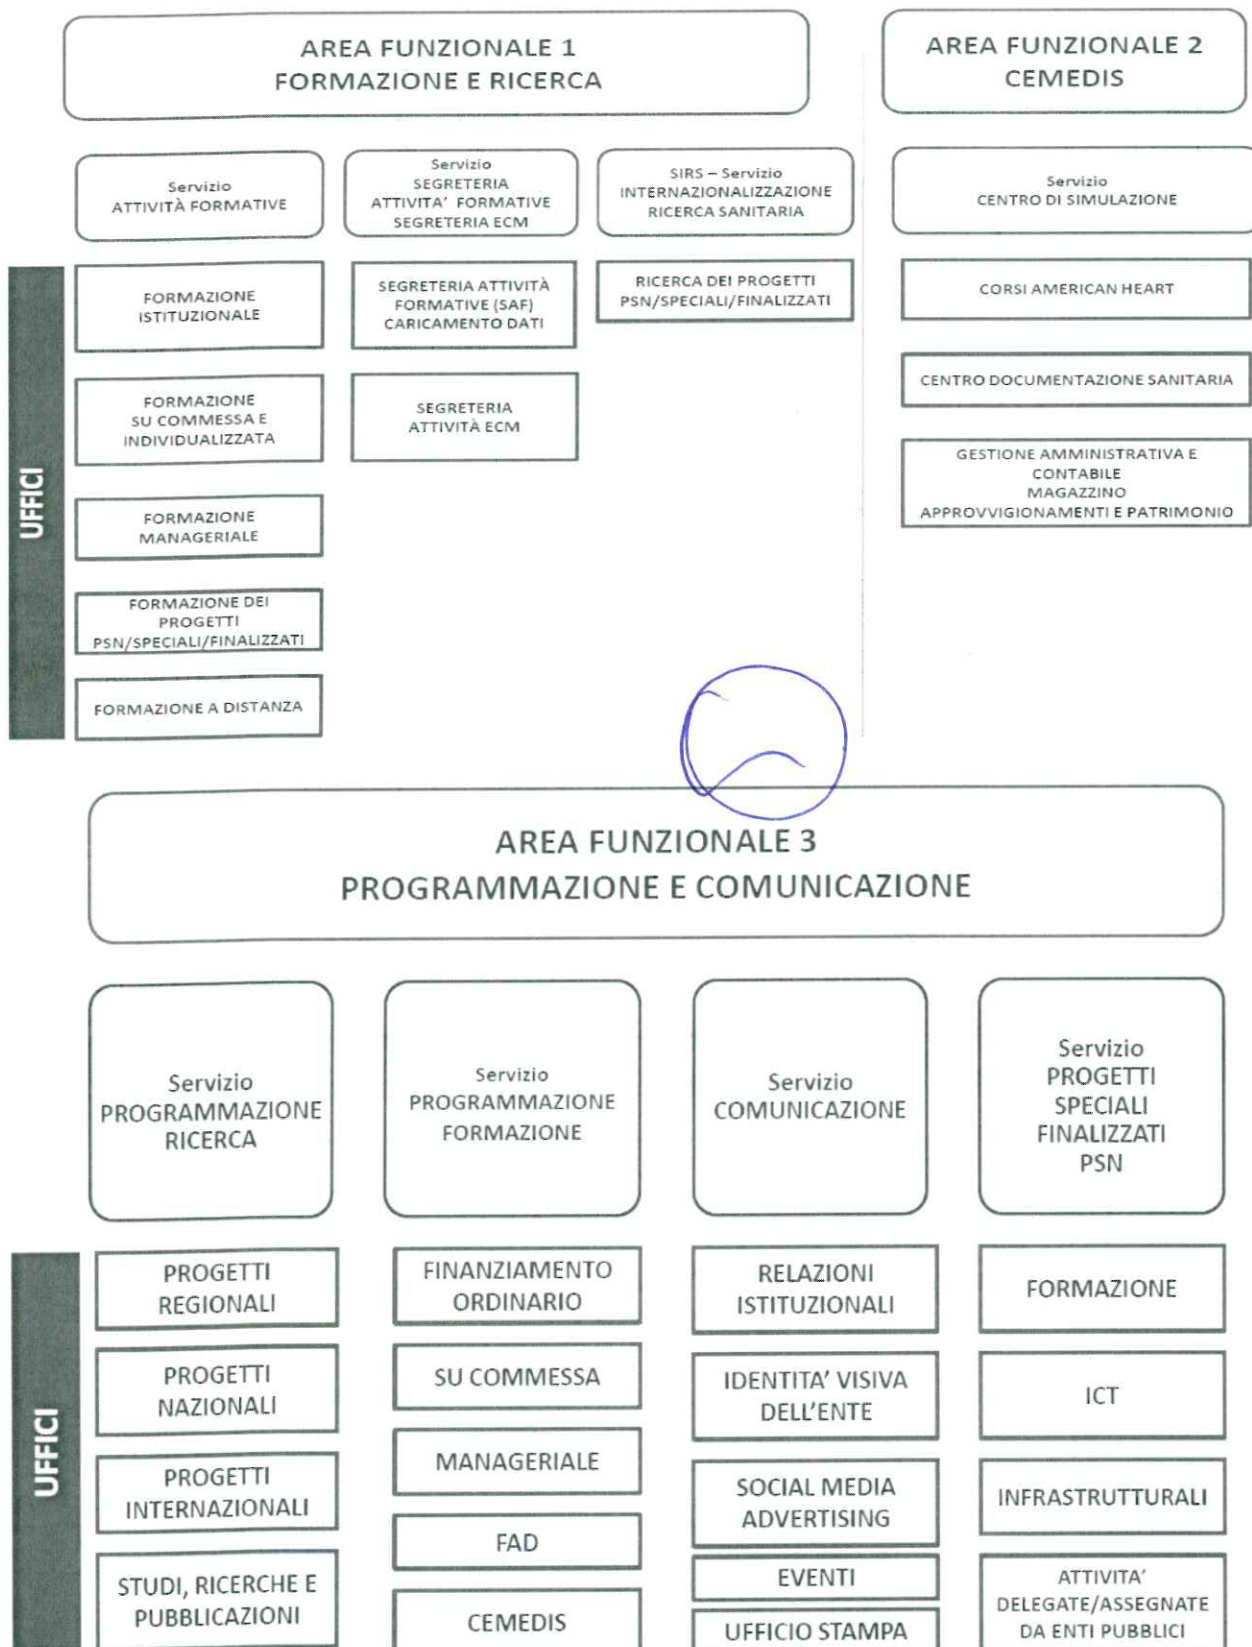 AREA FUNZIONALE 1
FORMAZIONE E RICERCA
AREA FUNZIONALE 2
CEMEDIS
Servizio
ATTIVITÀ FORMATIVE
Servizio
SEGRETERIA
ATTIVITA' FORMATIVE
SEGRETERIA ECM
SIRS – Servizio
INTERNAZIONALIZZAZIONE
RICERCA SANITARIA
Servizio
CENTRO DI SIMULAZIONE
UFFICI
FORMAZIONE
ISTITUZIONALE
FORMAZIONE
SU COMMESSA E
INDIVIDUALIZZATA
FORMAZIONE
MANAGERIALE
FORMAZIONE DEI
PROGETTI
PSN/SPECIALI/FINALIZZATI
FORMAZIONE A DISTANZA
SEGRETERIA ATTIVITÀ
FORMATIVE (SAF)
CARICAMENTO DATI
SEGRETERIA
ATTIVITÀ ECM
RICERCA DEI PROGETTI
PSN/SPECIALI/FINALIZZATI
CORSI AMERICAN HEART
CENTRO DOCUMENTAZIONE SANITARIA
GESTIONE AMMINISTRATIVA E
CONTABILE
MAGAZZINO
APPROVVIGIONAMENTI E PATRIMONIO
AREA FUNZIONALE 3
PROGRAMMAZIONE E COMUNICAZIONE
Servizio
PROGRAMMAZIONE
RICERCA
Servizio
PROGRAMMAZIONE
FORMAZIONE
Servizio
COMUNICAZIONE
Servizio
PROGETTI
SPECIALI
FINALIZZATI
PSN
UFFICI
PROGETTI
REGIONALI
PROGETTI
NAZIONALI
PROGETTI
INTERNAZIONALI
STUDI, RICERCHE E
PUBBLICAZIONI
FINANZIAMENTO
ORDINARIO
SU COMMESSA
MANAGERIALE
FAD
CEMEDIS
RELAZIONI
ISTITUZIONALI
IDENTITA' VISIVA
DELL'ENTE
SOCIAL MEDIA
ADVERTISING
EVENTI
UFFICIO STAMPA
FORMAZIONE
ICT
INFRASTRUTTURALI
ATTIVITA'
DELEGATE/ASSEGNATE
DA ENTI PUBBLICI